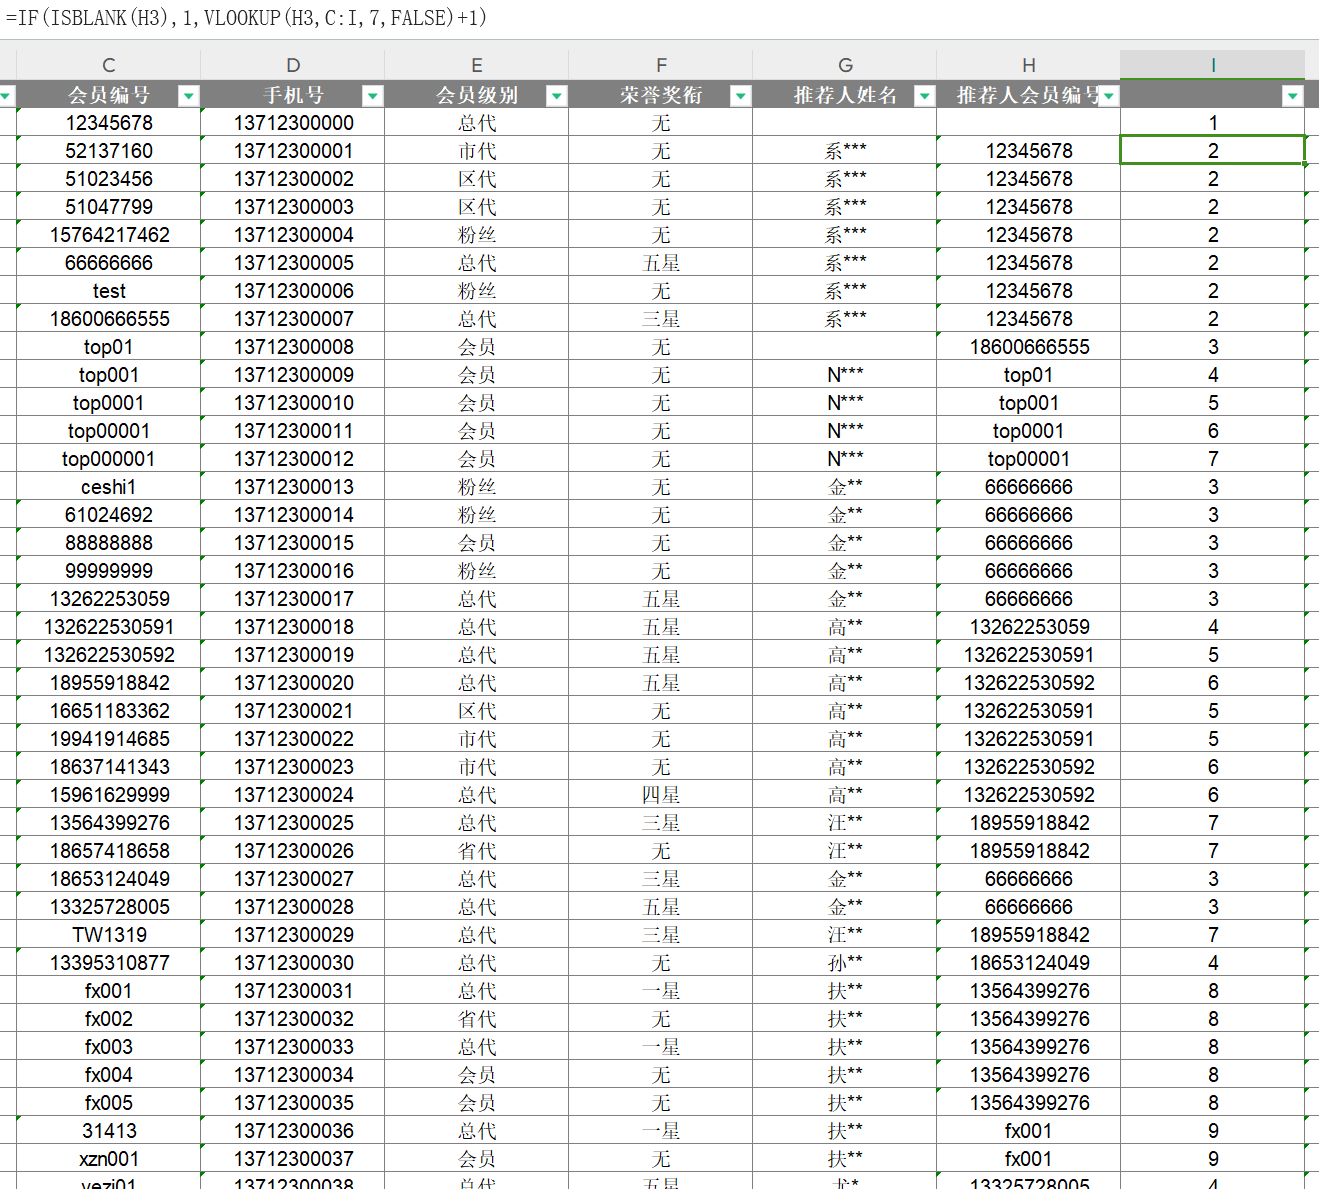 =IF(ISBLANK(H3),1,VLOOKUP(H3,C:I,7,FALSE)+1)
C D E F G H I
会员编号 手机号 会员级别 荣誉奖衔 推荐人姓名 推荐人会员编号
12345678 13712300000 总代 无 1
52137160 13712300001 市代 无 系*** 12345678 2
51023456 13712300002 区代 无 系*** 12345678 2
51047799 13712300003 区代 无 系*** 12345678 2
15764217462 13712300004 粉丝 无 系*** 12345678 2
66666666 13712300005 总代 五星 系*** 12345678 2
test 13712300006 粉丝 无 系*** 12345678 2
18600666555 13712300007 总代 三星 系*** 12345678 2
top01 13712300008 会员 无 18600666555 3
top001 13712300009 会员 无 N*** top01 4
top0001 13712300010 会员 无 N*** top001 5
top00001 13712300011 会员 无 N*** top0001 6
top000001 13712300012 会员 无 N*** top00001 7
ceshi1 13712300013 粉丝 无 金** 66666666 3
61024692 13712300014 粉丝 无 金** 66666666 3
88888888 13712300015 会员 无 金** 66666666 3
99999999 13712300016 粉丝 无 金** 66666666 3
13262253059 13712300017 总代 五星 金** 66666666 3
132622530591 13712300018 总代 五星 高** 13262253059 4
132622530592 13712300019 总代 五星 高** 132622530591 5
18955918842 13712300020 总代 五星 高** 132622530592 6
16651183362 13712300021 区代 无 高** 132622530591 5
19941914685 13712300022 市代 无 高** 132622530591 5
18637141343 13712300023 市代 无 高** 132622530592 6
15961629999 13712300024 总代 四星 高** 132622530592 6
13564399276 13712300025 总代 三星 汪** 18955918842 7
18657418658 13712300026 省代 无 汪** 18955918842 7
18653124049 13712300027 总代 三星 金** 66666666 3
13325728005 13712300028 总代 五星 金** 66666666 3
TW1319 13712300029 总代 三星 汪** 18955918842 7
13395310877 13712300030 总代 无 孙** 18653124049 4
fx001 13712300031 总代 一星 扶** 13564399276 8
fx002 13712300032 省代 无 扶** 13564399276 8
fx003 13712300033 总代 一星 扶** 13564399276 8
fx004 13712300034 会员 无 扶** 13564399276 8
fx005 13712300035 会员 无 扶** 13564399276 8
31413 13712300036 总代 一星 扶** fx001 9
xzn001 13712300037 会员 无 扶** fx001 9
yezi01 13712300038 总代 五星 尤* 13325728005 4